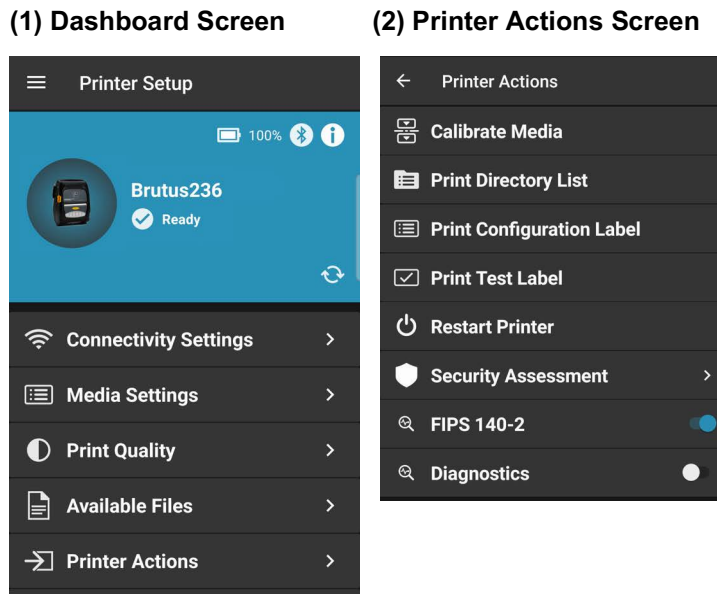 (1) Dashboard Screen
Printer Setup
100%
Brutus236
Ready
Connectivity Settings
Media Settings
Print Quality
Available Files
Printer Actions
(2) Printer Actions Screen
Printer Actions
Calibrate Media
Print Directory List
Print Configuration Label
Print Test Label
Restart Printer
Security Assessment
FIPS 140-2
Diagnostics